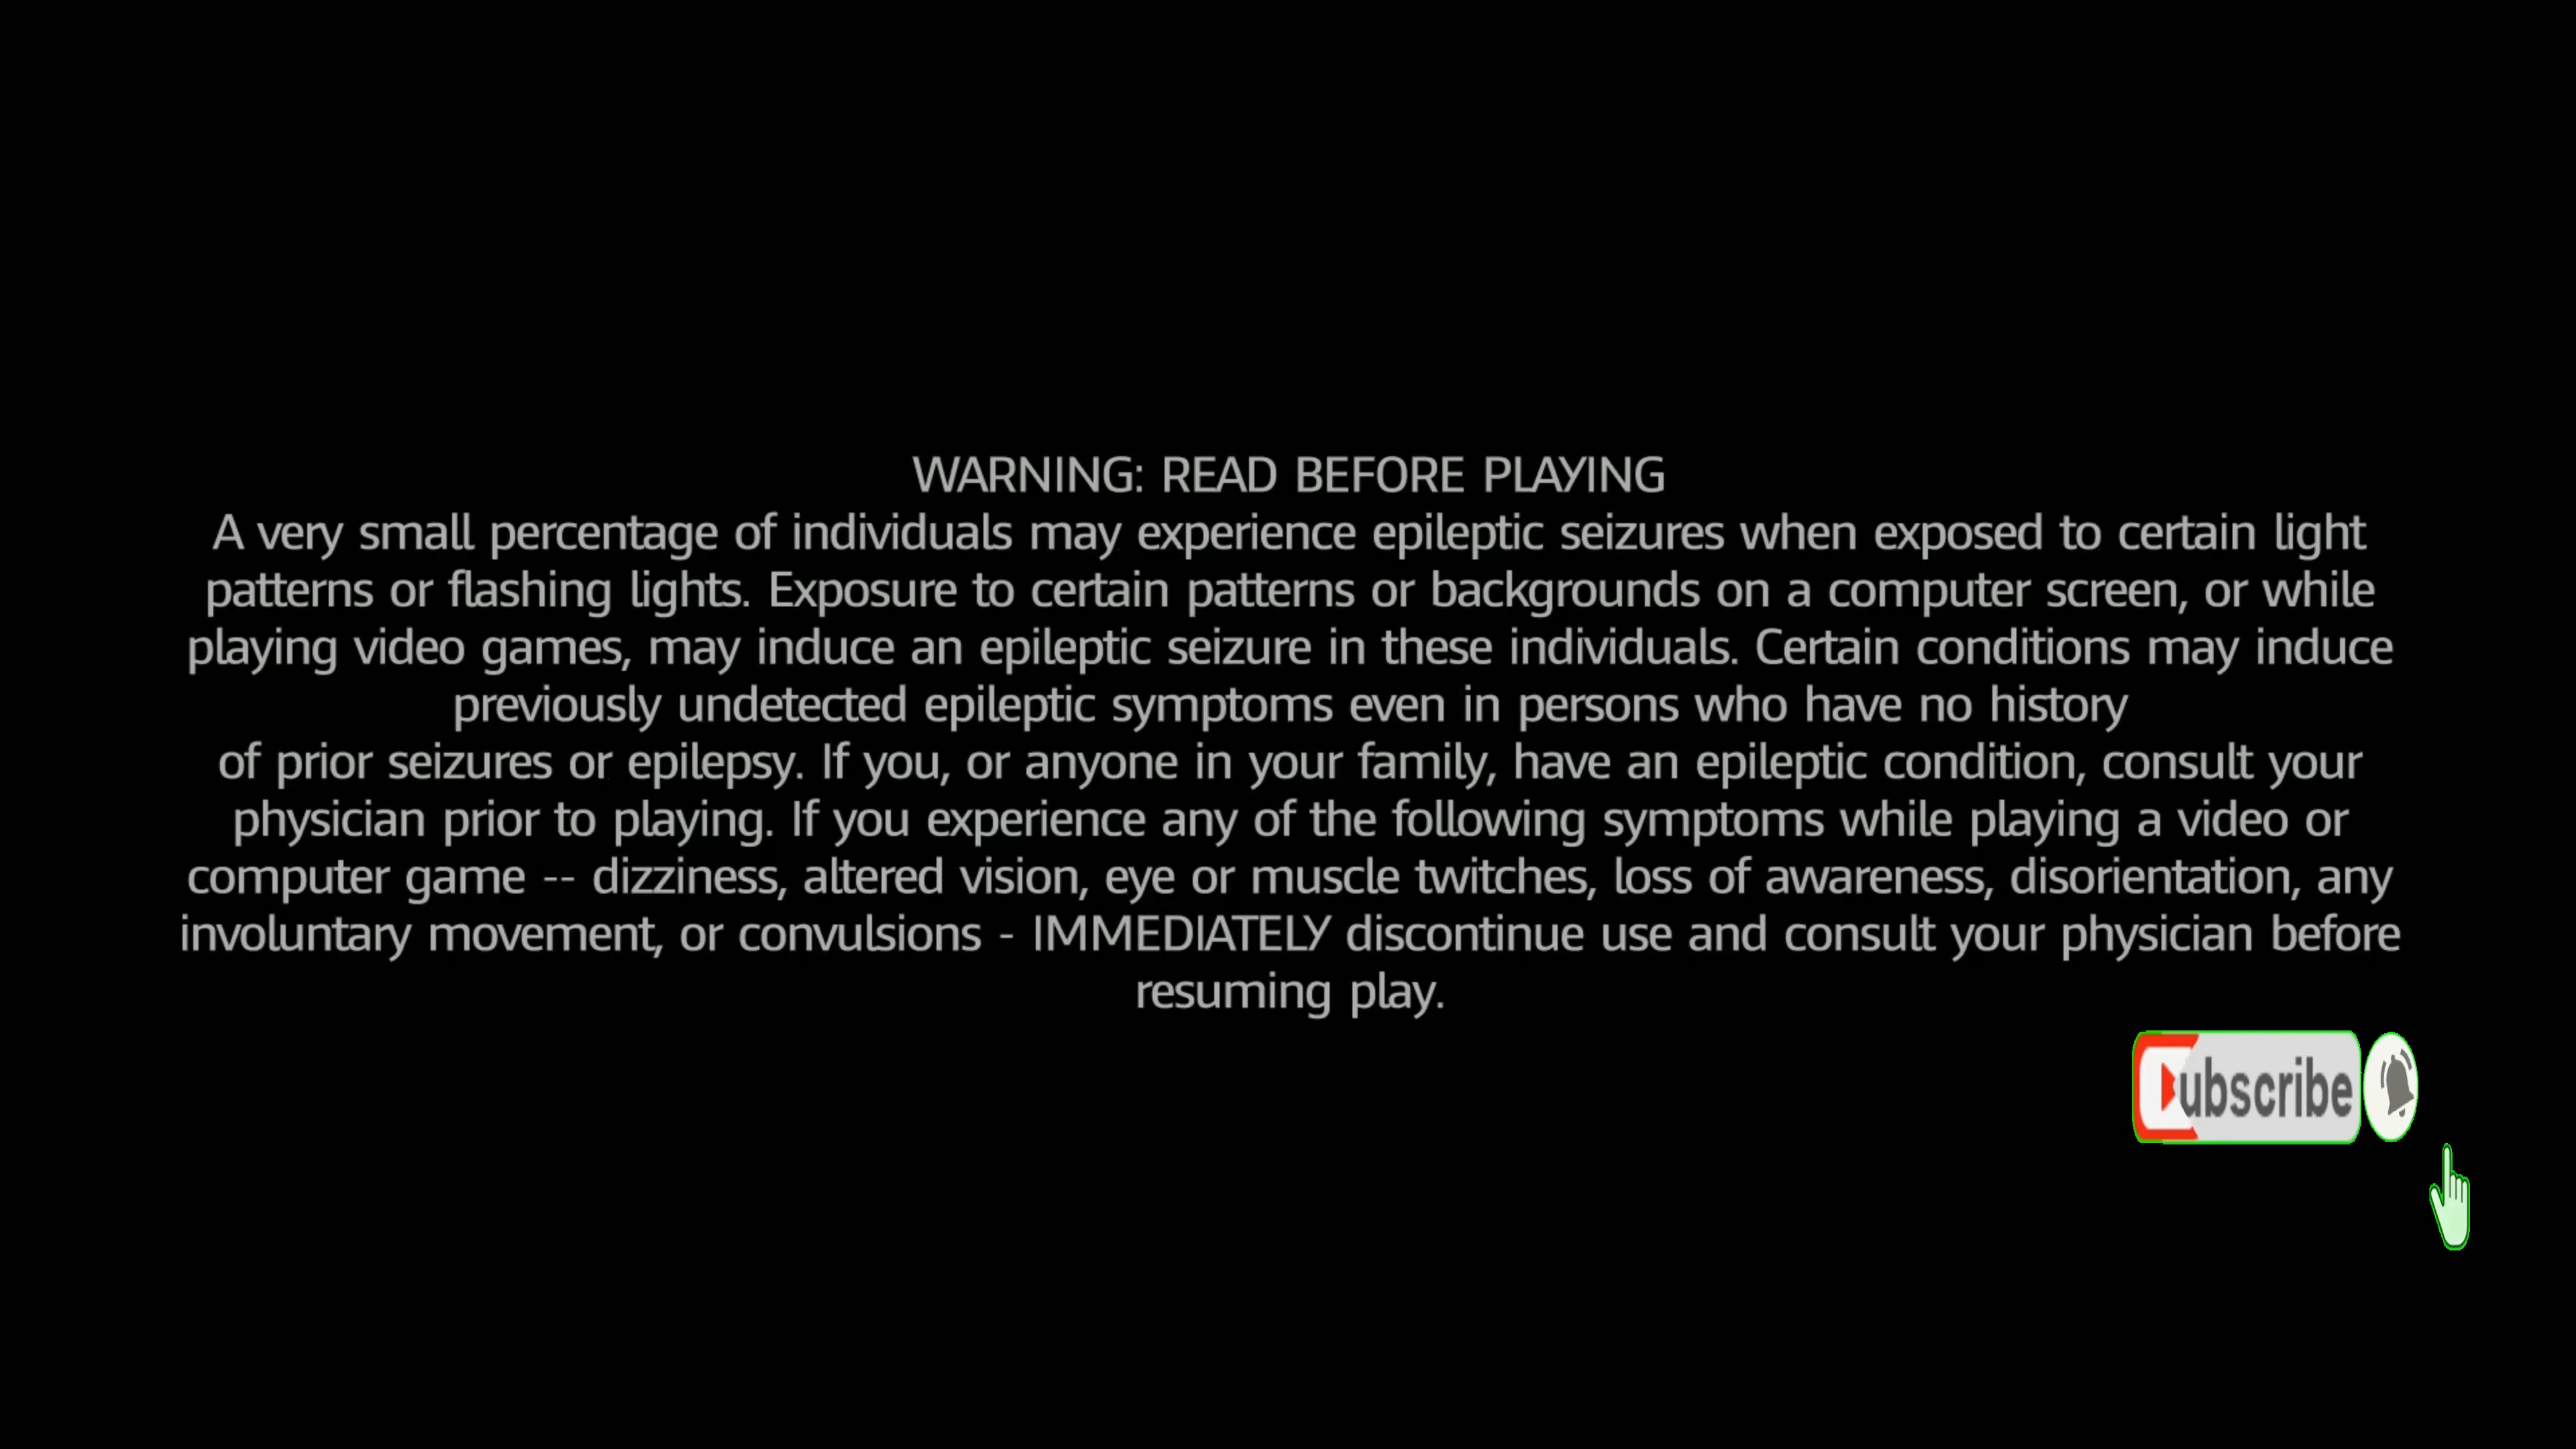 WARNING: READ BEFORE PLAYING
A very small percentage of individuals may experience epileptic seizures when exposed to certain light
patterns or flashing lights. Exposure to certain patterns or backgrounds on a computer screen, or while
playing video games, may induce an epileptic seizure in these individuals. Certain conditions may induce
previously undetected epileptic symptoms even in persons who have no history
of prior seizures or epilepsy. If you, or anyone in your family, have an epileptic condition, consult your
physician prior to playing. If you experience any of the following symptoms while playing a video or
computer game -- dizziness, altered vision, eye or muscle twitches, loss of awareness, disorientation, any
involuntary movement, or convulsions - IMMEDIATELY discontinue use and consult your physician before
resuming play.
ubscribe